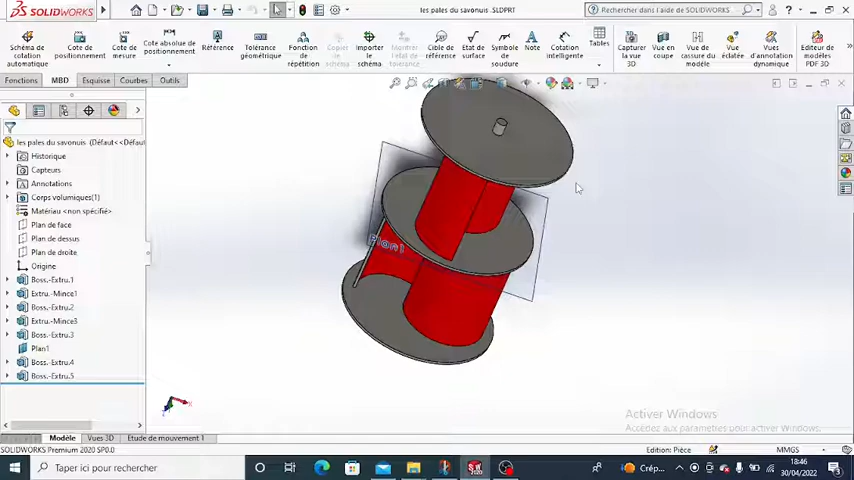 SOLIDWORKS
les pales du savonuis .SLDPRT
Rechercher dans l'aide de SOLIDWORKS
Schéma de cotation automatique
Cote de positionnement
Cote de mesure
Cote absolue de positionnement
Référence
Tolérance géométrique
Fonction de répétition
Copier le schéma
Importer le schéma
Montrer l'état de tolérance
Cible de référence
Etat de surface
Symbole de soudure
Note
Cotation intelligente
Tables
Capturer la vue 3D
Vue en coupe
Vue de cassure du modèle
Vue éclatée
Vues d'annotation dynamique
Editeur de modèles PDF 3D
Fonctions
MBD
Esquisse
Courbes
Outils
les pales du savonuis (Défaut<<Défaut
Historique
Capteurs
Annotations
Corps volumiques(1)
Matériau <non spécifié>
Plan de face
Plan de dessus
Plan de droite
Origine
Boss.-Extru.1
Extru.-Mince1
Boss.-Extru.2
Extru.-Mince3
Boss.-Extru.3
Plan1
Boss.-Extru.4
Boss.-Extru.5
Plan1
Activer Windows
Accédez aux paramètres pour activer Windows.
Modèle
Vues 3D
Etude de mouvement 1
SOLIDWORKS Premium 2020 SP0.0
Edition: Pièce
MMGS
Taper ici pour rechercher
Crép...
18:46
30/04/2022